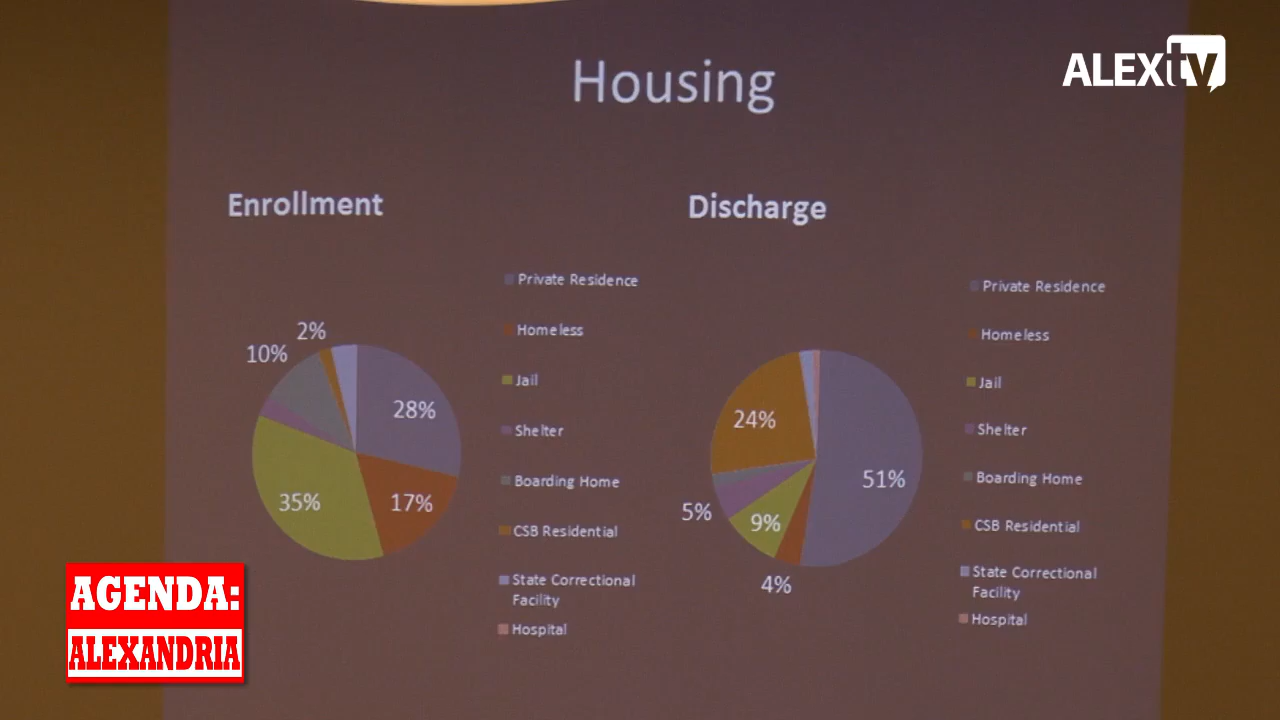 ALEXtv
Housing
Enrollment
Discharge
Private Residence
Homeless
Jail
Shelter
Boarding Home
CSB Residential
State Correctional
Facility
Hospital
2%
10%
28%
35%
17%
Private Residence
Homeless
Jail
Shelter
Boarding Home
CSB Residential
State Correctional
Facility
Hospital
24%
51%
5%
9%
4%
AGENDA:
ALEXANDRIA